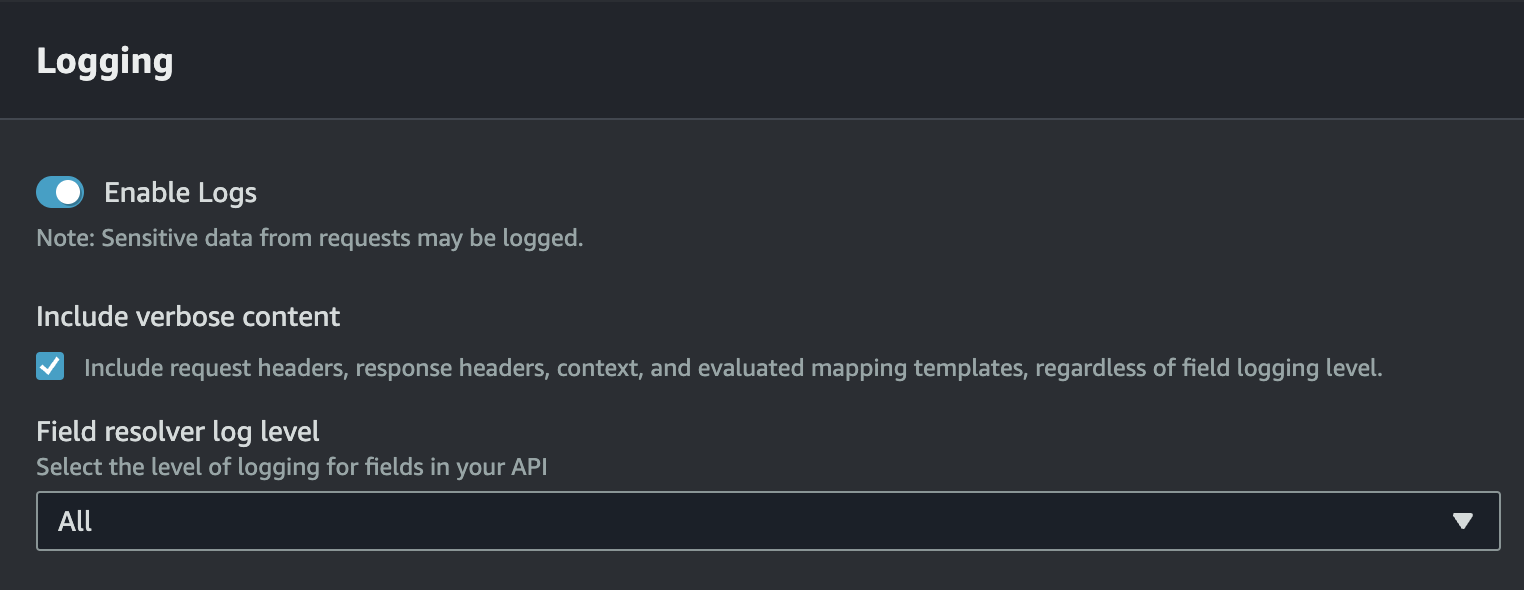 Logging
Enable Logs
Note: Sensitive data from requests may be logged.
Include verbose content
Include request headers, response headers, context, and evaluated mapping templates, regardless of field logging level.
Field resolver log level
Select the level of logging for fields in your API
All